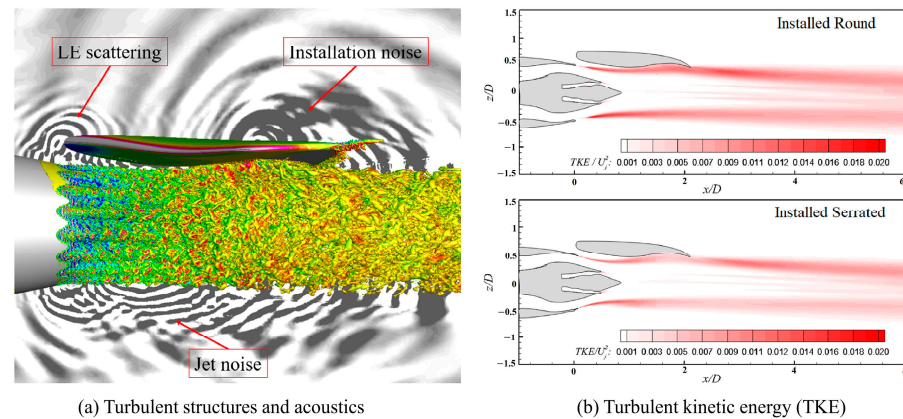 LE scattering
Installation noise
Jet noise
(a) Turbulent structures and acoustics
1.5
Installed Round
1
0.5
z/D
0
−0.5
−1
−1.5
TKE / U²j: 0.001 0.003 0.005 0.007 0.009 0.011 0.012 0.014 0.016 0.018 0.020
0 2 4 6
x/D
1.5
Installed Serrated
1
0.5
z/D
0
-0.5
-1
-1.5
TKE/U²j: 0.001 0.003 0.005 0.007 0.009 0.011 0.012 0.014 0.016 0.018 0.020
0 2 4 6
x/D
(b) Turbulent kinetic energy (TKE)